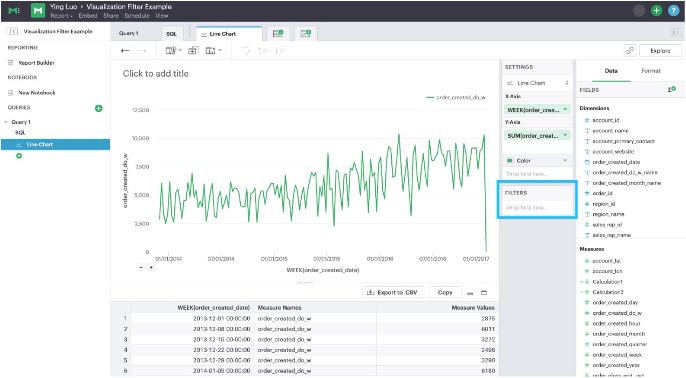 Ying Luo › Visualization Filter Example
Report Embed Share Schedule View
Visualization Filter Example
Query 1
SQL
Line Chart
Explore
REPORTING
Report Builder
NOTEBOOK
New Notebook
QUERIES
Query 1
SQL
Line Chart
Click to add title
order_created_do_w
12,500
10,000
7,500
5,000
2,500
0
order_created_do_w
01/01/2014
07/01/2014
01/01/2015
07/01/2015
01/01/2016
07/01/2016
01/01/2017
WEEK(order_created_date)
Export to .CSV
Copy
WEEK(order_created_date) Measure Names Measure Values
1 2013-12-01 00:00:00 order_created_do_w 2875
2 2013-12-08 00:00:00 order_created_do_w 6011
3 2013-12-15 00:00:00 order_created_do_w 3272
4 2013-12-22 00:00:00 order_created_do_w 2496
5 2013-12-29 00:00:00 order_created_do_w 3290
6 2014-01-05 00:00:00 order_created_do_w 6180
SETTINGS
Line Chart
X-Axis
WEEK(order_crea...
Y-Axis
SUM(order_creat...
Color
Drop field here...
FILTERS
Drop field here...
Data
Format
FIELDS
Dimensions
account_id
account_name
account_primary_contact
account_website
order_created_date
order_created_do_w_name
order_created_month_name
order_id
region_id
region_name
sales_rep_id
sales_rep_name
Measures
account_lat
account_lon
Calculation1
Calculation2
order_created_day
order_created_do_w
order_created_hour
order_created_month
order_created_quarter
order_created_week
order_created_year